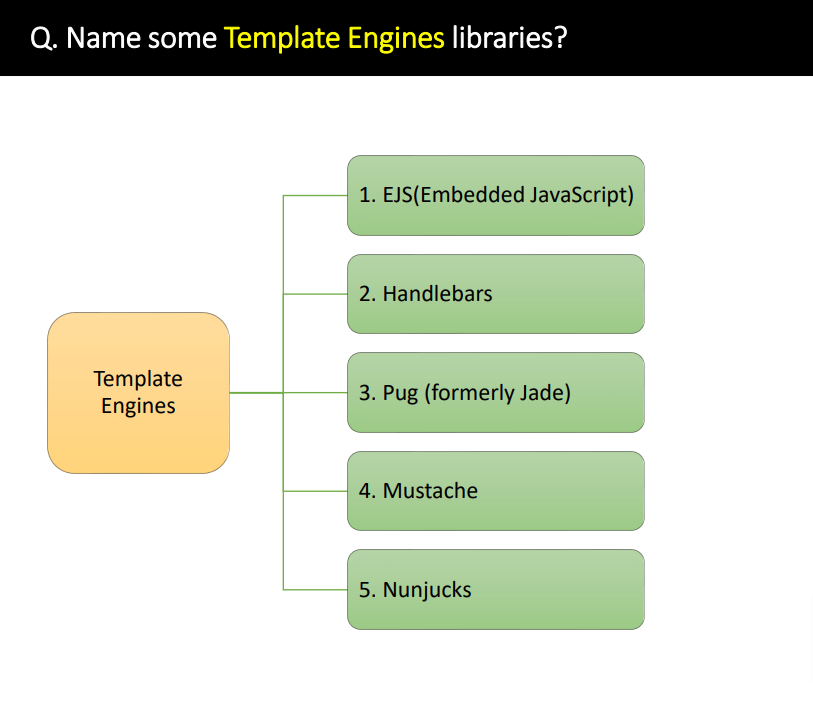 Q. Name some Template Engines libraries?
Template
Engines
1. EJS(Embedded JavaScript)
2. Handlebars
3. Pug (formerly Jade)
4. Mustache
5. Nunjucks